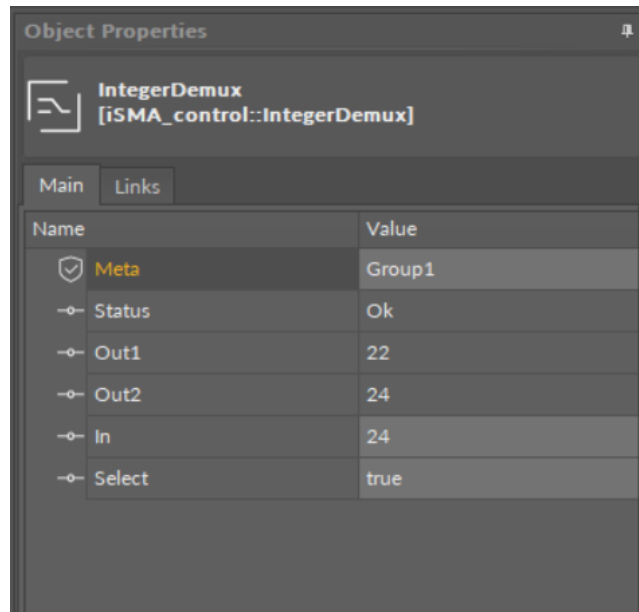 Object Properties
IntegerDemux
[iSMA_control::IntegerDemux]
Main Links
Name Value
Meta Group1
Status Ok
Out1 22
Out2 24
In 24
Select true